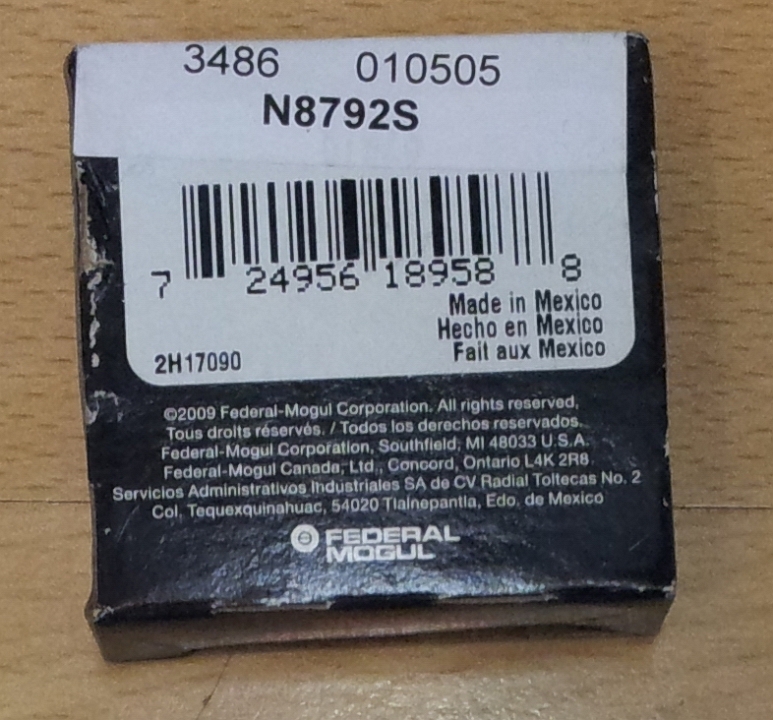 3486 010505
N8792S
7 24956 18958 8
Made in Mexico
Hecho en Mexico
Fait aux Mexico
2H17090
©2009 Federal-Mogul Corporation. All rights reserved,
Tous droits réservés. / Todos los derechos reservados.
Federal-Mogul Corporation, Southfield, MI 48033 U.S.A.
Federal-Mogul Canada, Ltd., Concord, Ontario L4K 2R8
Servicios Administrativos Industriales SA de CV Radial Toltecas No. 2
Col. Tequexquinahuac, 54020 Tlalnepantla, Edo. de Mexico
FEDERAL
MOGUL